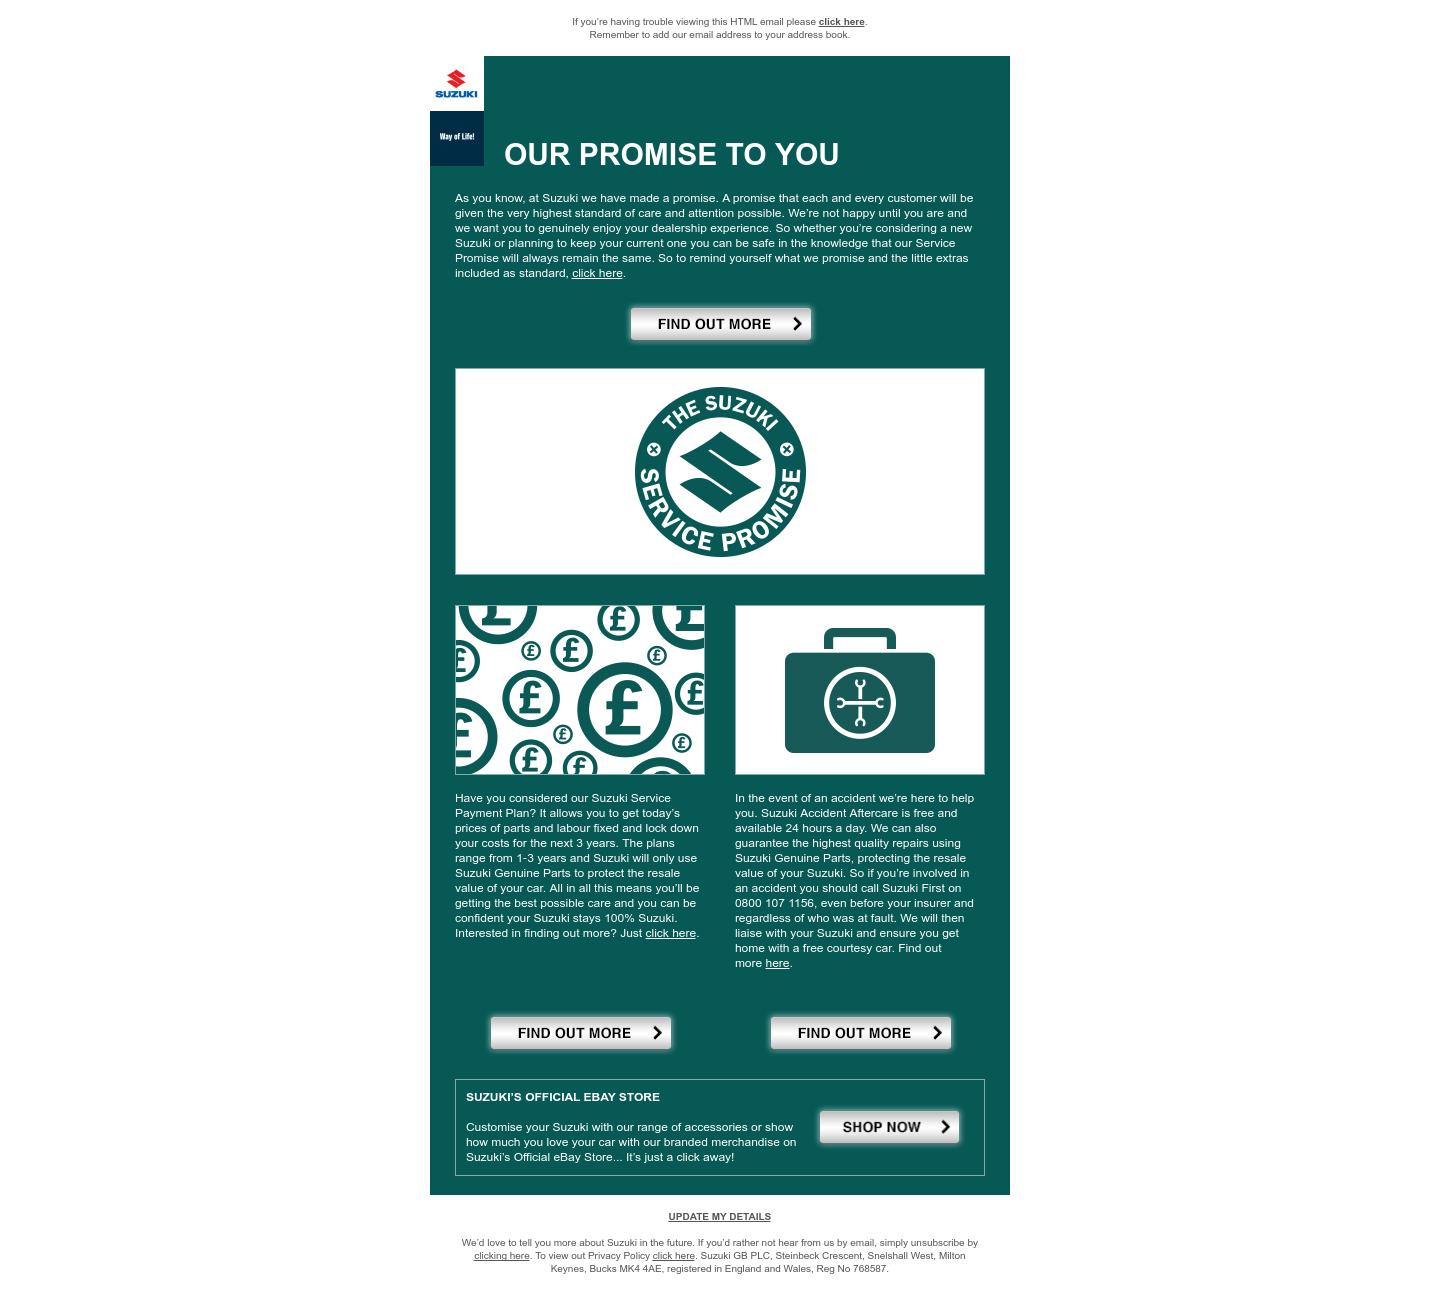 If you’re having trouble viewing this HTML email please click here.
Remember to add our email address to your address book.
SUZUKI
Way of Life!
OUR PROMISE TO YOU
As you know, at Suzuki we have made a promise. A promise that each and every customer will be
given the very highest standard of care and attention possible. We’re not happy until you are and
we want you to genuinely enjoy your dealership experience. So whether you’re considering a new
Suzuki or planning to keep your current one you can be safe in the knowledge that our Service
Promise will always remain the same. So to remind yourself what we promise and the little extras
included as standard, click here.
FIND OUT MORE
THE SUZUKI
SERVICE PROMISE
Have you considered our Suzuki Service
Payment Plan? It allows you to get today’s
prices of parts and labour fixed and lock down
your costs for the next 3 years. The plans
range from 1-3 years and Suzuki will only use
Suzuki Genuine Parts to protect the resale
value of your car. All in all this means you’ll be
getting the best possible care and you can be
confident your Suzuki stays 100% Suzuki.
Interested in finding out more? Just click here.
In the event of an accident we’re here to help
you. Suzuki Accident Aftercare is free and
available 24 hours a day. We can also
guarantee the highest quality repairs using
Suzuki Genuine Parts, protecting the resale
value of your Suzuki. So if you’re involved in
an accident you should call Suzuki First on
0800 107 1156, even before your insurer and
regardless of who was at fault. We will then
liaise with your Suzuki and ensure you get
home with a free courtesy car. Find out
more here.
FIND OUT MORE
FIND OUT MORE
SUZUKI’S OFFICIAL EBAY STORE
Customise your Suzuki with our range of accessories or show
how much you love your car with our branded merchandise on
Suzuki’s Official eBay Store... It’s just a click away!
SHOP NOW
UPDATE MY DETAILS
We’d love to tell you more about Suzuki in the future. If you’d rather not hear from us by email, simply unsubscribe by
clicking here. To view out Privacy Policy click here. Suzuki GB PLC, Steinbeck Crescent, Snelshall West, Milton
Keynes, Bucks MK4 4AE, registered in England and Wales, Reg No 768587.